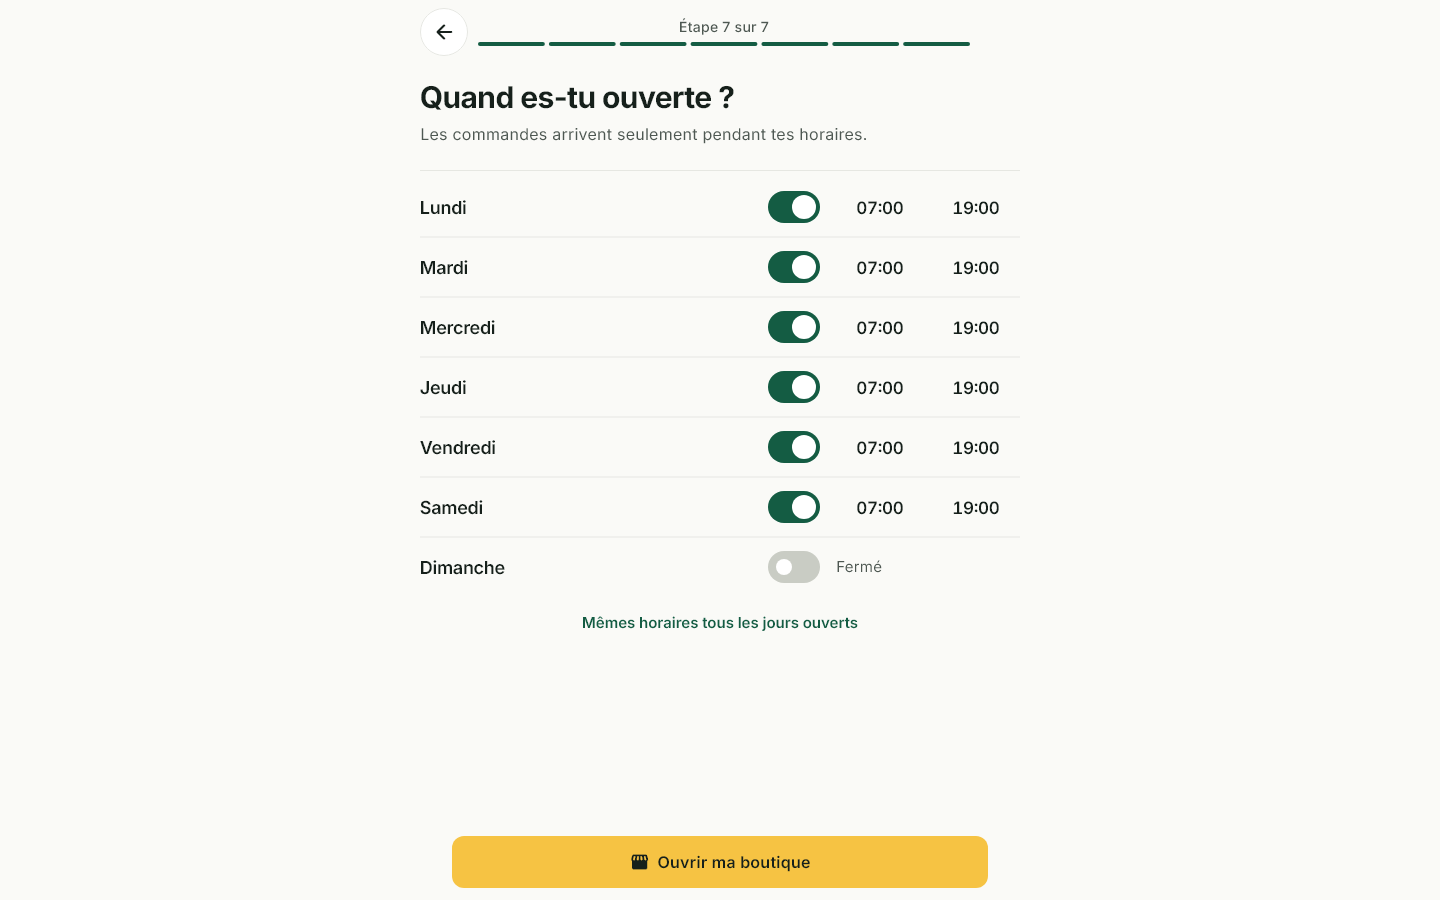 Étape 7 sur 7
Quand es-tu ouverte ?
Les commandes arrivent seulement pendant tes horaires.
Lundi 07:00 19:00
Mardi 07:00 19:00
Mercredi 07:00 19:00
Jeudi 07:00 19:00
Vendredi 07:00 19:00
Samedi 07:00 19:00
Dimanche Fermé
Mêmes horaires tous les jours ouverts
Ouvrir ma boutique